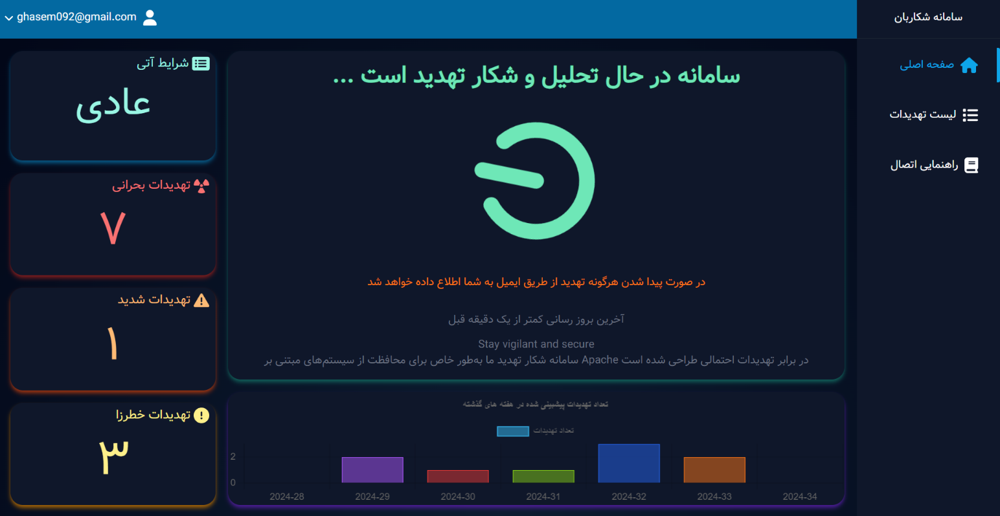 سامانه شکاربان
صفحه اصلی
لیست تهدیدات
راهنمایی اتصال
ghasem092@gmail.com
سامانه در حال تحلیل و شکار تهدید است ...
در صورت پیدا شدن هرگونه تهدید از طریق ایمیل به شما اطلاع داده خواهد شد
آخرین بروز رسانی کمتر از یک دقیقه قبل
Stay vigilant and secure
در برابر تهدیدات احتمالی طراحی شده است Apache سامانه شکار تهدید ما به‌طور خاص برای محافظت از سیستم‌های مبتنی بر
تعداد تهدیدات پیشبینی شده در هفته های گذشته
تعداد تهدیدات
2
0
2024-28 2024-29 2024-30 2024-31 2024-32 2024-33 2024-34
شرایط آتی
عادی
تهدیدات بحرانی
۷
تهدیدات شدید
۱
تهدیدات خطرزا
۳